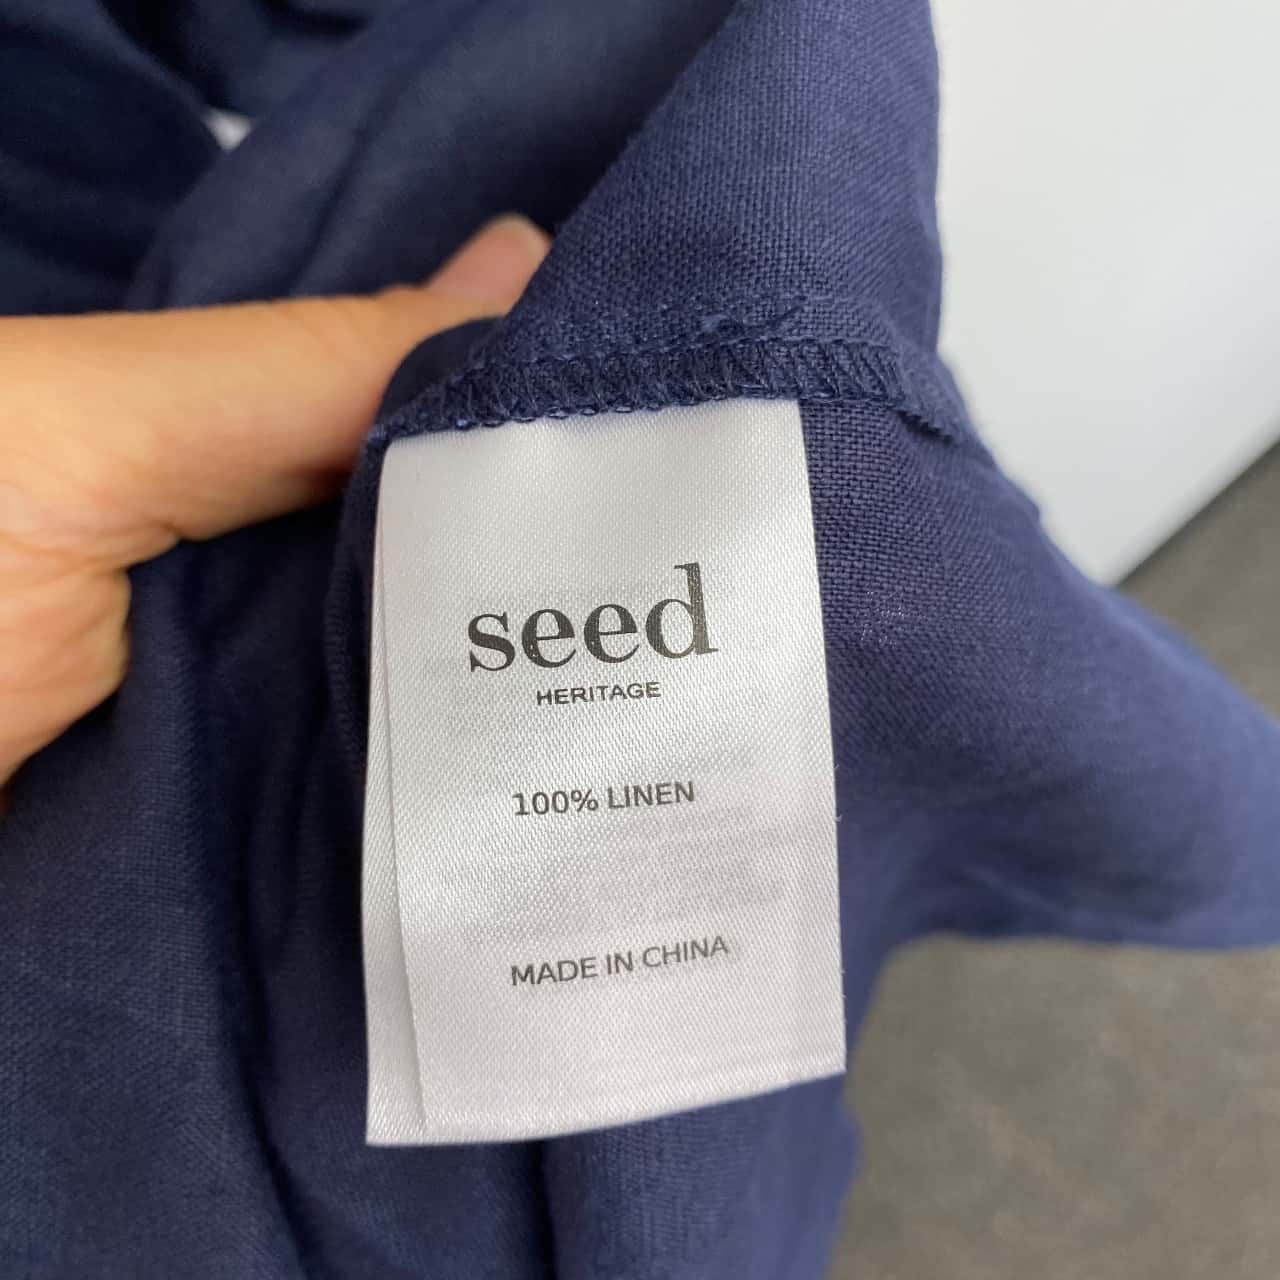 seed
HERITAGE
100% LINEN
MADE IN CHINA